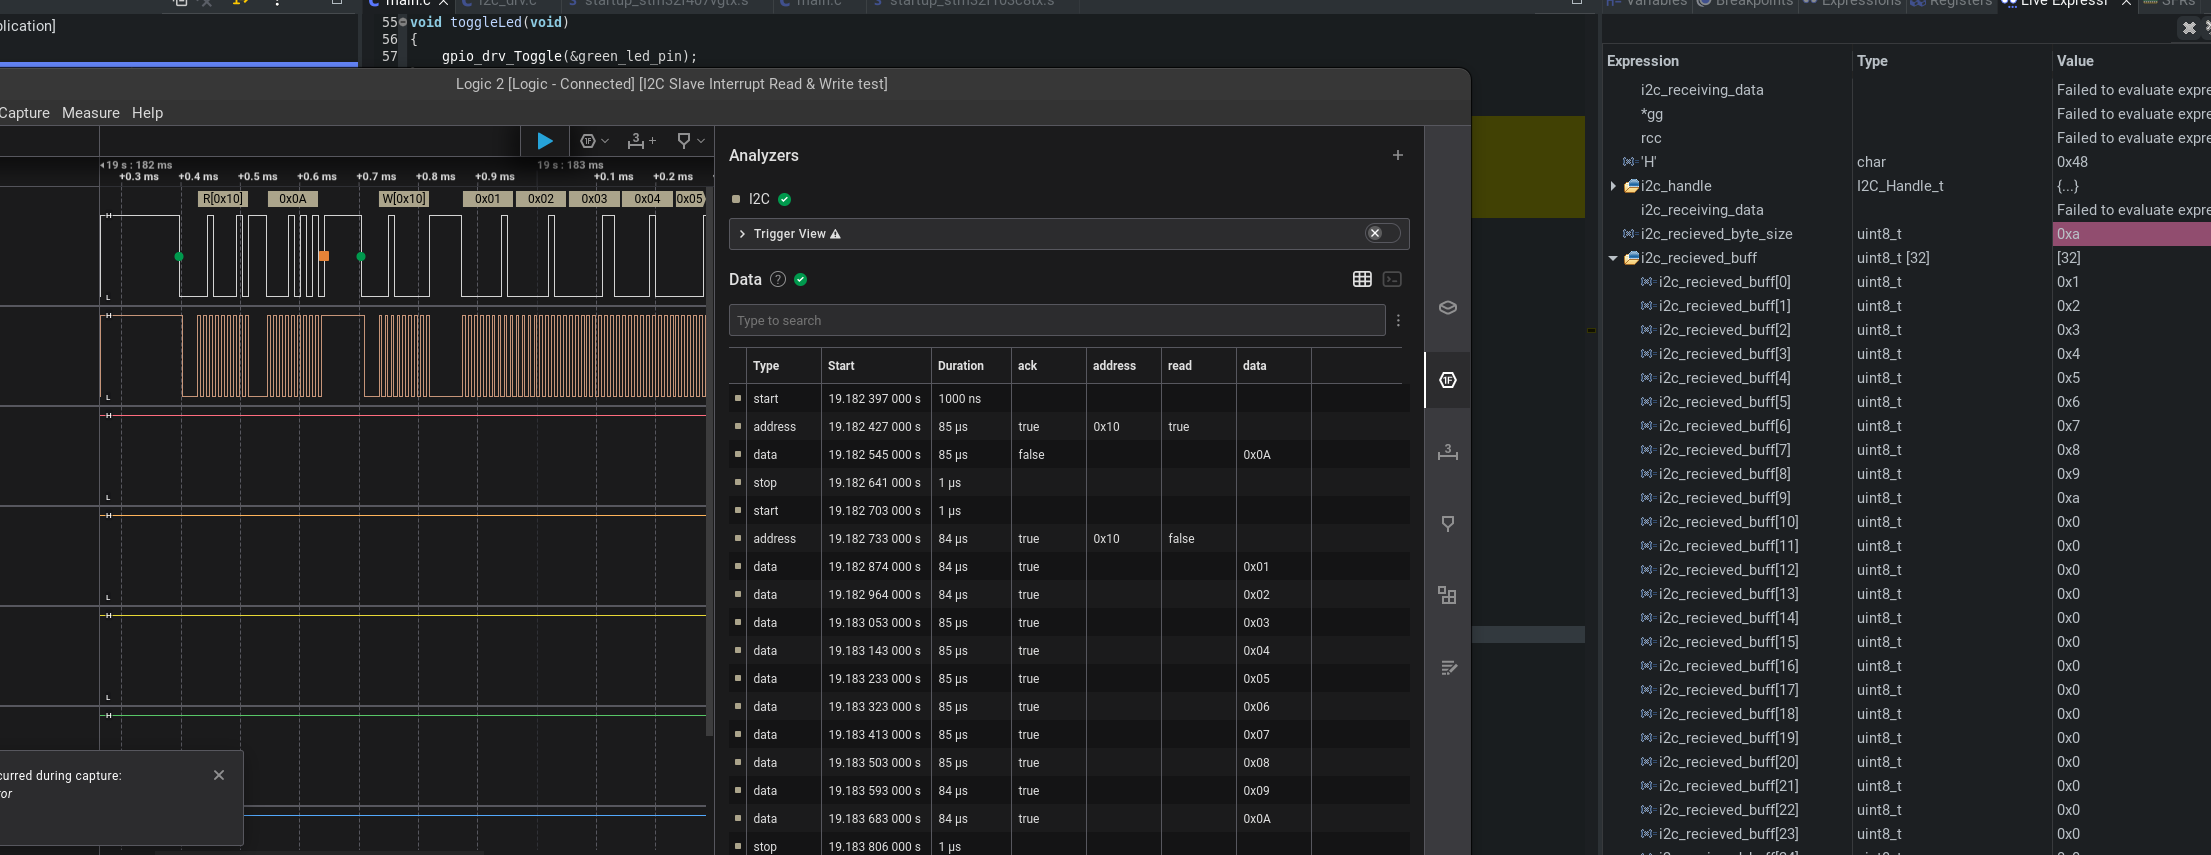 plication]
main.c
i2c_drv.c
startup_stm32f407vgtx.s
main.c
startup_stm32f103c8tx.s
Variables
Breakpoints
Expressions
Registers
Live Expressi
SFRs
55 void toggleLed(void)
56 {
57 gpio_drv_Toggle(&green_led_pin);
Logic 2 [Logic - Connected] [I2C Slave Interrupt Read & Write test]
Capture Measure Help
19 s : 182 ms
19 s : 183 ms
+0.3 ms +0.4 ms +0.5 ms +0.6 ms +0.7 ms +0.8 ms +0.9 ms +0.1 ms +0.2 ms
R[0x10] 0x0A W[0x10] 0x01 0x02 0x03 0x04 0x05
H
L
H
L
H
L
H
L
H
L
H
curred during capture:
or
Analyzers
I2C
Trigger View
Data
Type to search
Type Start Duration ack address read data
start 19.182 397 000 s 1000 ns
address 19.182 427 000 s 85 μs true 0x10 true
data 19.182 545 000 s 85 μs false 0x0A
stop 19.182 641 000 s 1 μs
start 19.182 703 000 s 1 μs
address 19.182 733 000 s 84 μs true 0x10 false
data 19.182 874 000 s 84 μs true 0x01
data 19.182 964 000 s 84 μs true 0x02
data 19.183 053 000 s 85 μs true 0x03
data 19.183 143 000 s 85 μs true 0x04
data 19.183 233 000 s 85 μs true 0x05
data 19.183 323 000 s 85 μs true 0x06
data 19.183 413 000 s 85 μs true 0x07
data 19.183 503 000 s 85 μs true 0x08
data 19.183 593 000 s 84 μs true 0x09
data 19.183 683 000 s 84 μs true 0x0A
stop 19.183 806 000 s 1 μs
1F
3
Expression Type Value
i2c_receiving_data Failed to evaluate expre
*gg Failed to evaluate expre
rcc Failed to evaluate expre
'H' char 0x48
i2c_handle I2C_Handle_t {...}
i2c_receiving_data Failed to evaluate expre
i2c_recieved_byte_size uint8_t 0xa
i2c_recieved_buff uint8_t [32] [32]
i2c_recieved_buff[0] uint8_t 0x1
i2c_recieved_buff[1] uint8_t 0x2
i2c_recieved_buff[2] uint8_t 0x3
i2c_recieved_buff[3] uint8_t 0x4
i2c_recieved_buff[4] uint8_t 0x5
i2c_recieved_buff[5] uint8_t 0x6
i2c_recieved_buff[6] uint8_t 0x7
i2c_recieved_buff[7] uint8_t 0x8
i2c_recieved_buff[8] uint8_t 0x9
i2c_recieved_buff[9] uint8_t 0xa
i2c_recieved_buff[10] uint8_t 0x0
i2c_recieved_buff[11] uint8_t 0x0
i2c_recieved_buff[12] uint8_t 0x0
i2c_recieved_buff[13] uint8_t 0x0
i2c_recieved_buff[14] uint8_t 0x0
i2c_recieved_buff[15] uint8_t 0x0
i2c_recieved_buff[16] uint8_t 0x0
i2c_recieved_buff[17] uint8_t 0x0
i2c_recieved_buff[18] uint8_t 0x0
i2c_recieved_buff[19] uint8_t 0x0
i2c_recieved_buff[20] uint8_t 0x0
i2c_recieved_buff[21] uint8_t 0x0
i2c_recieved_buff[22] uint8_t 0x0
i2c_recieved_buff[23] uint8_t 0x0